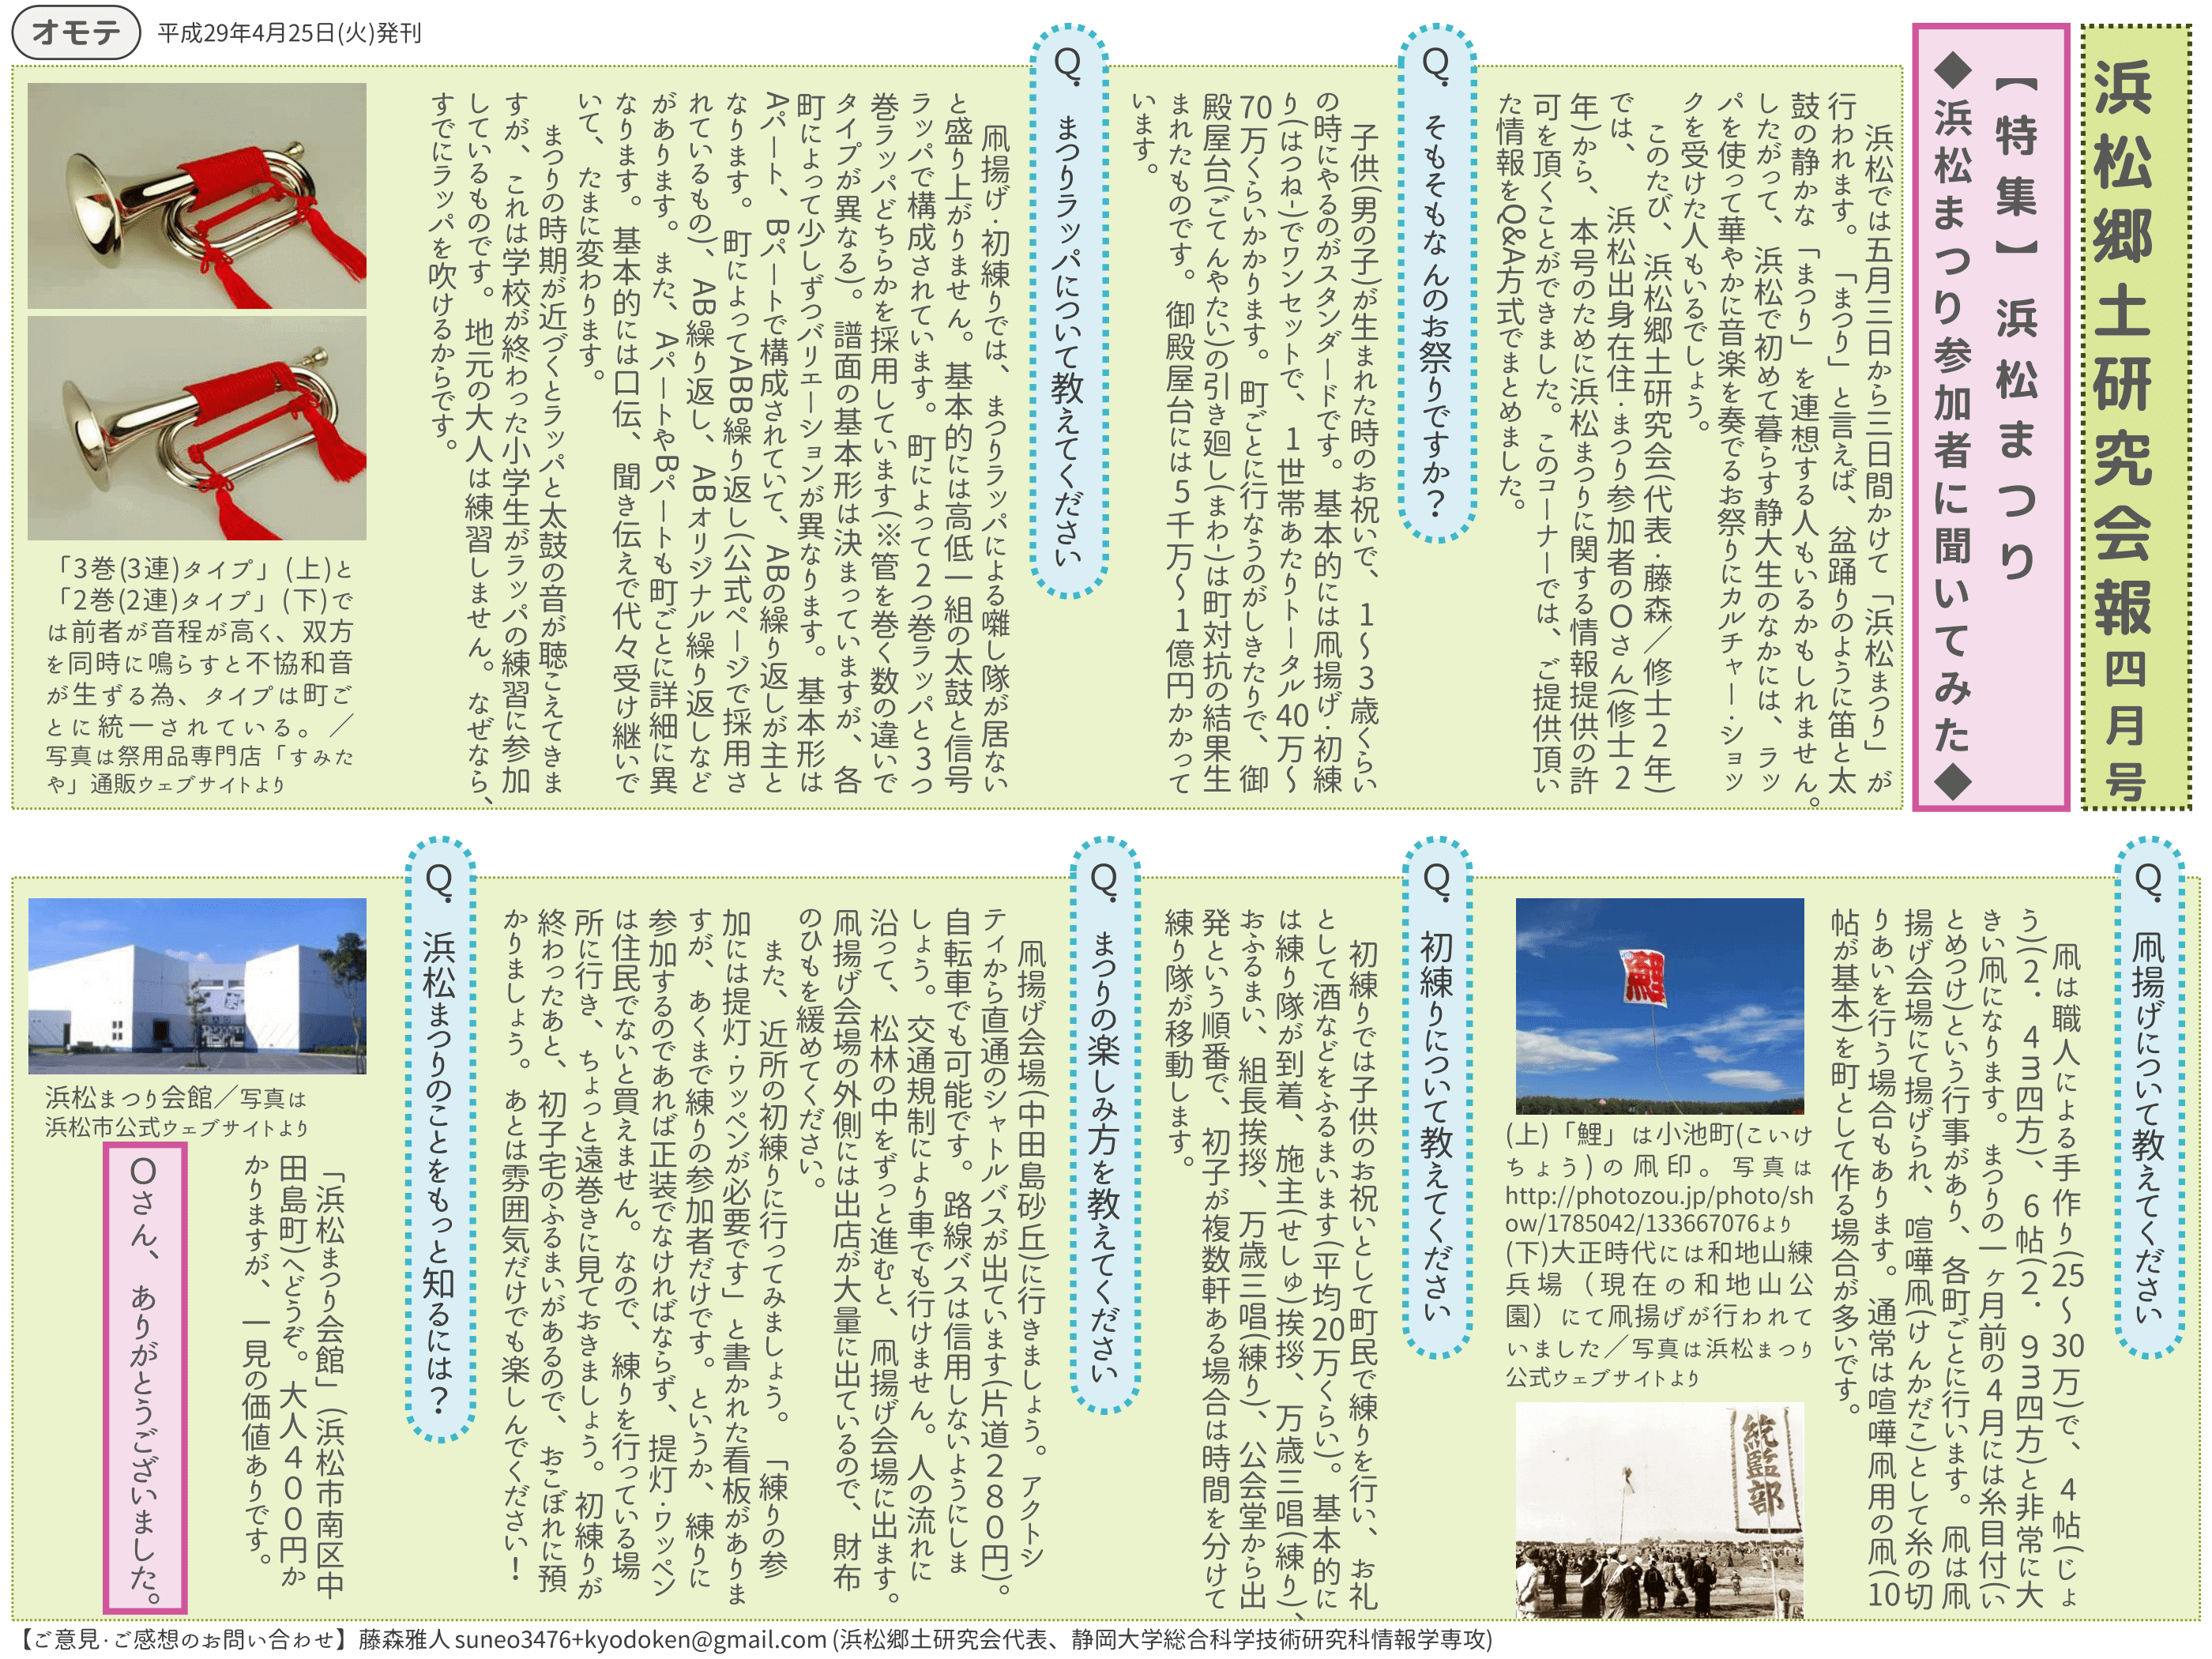 オモテ
平成29年4月25日(火)発刊
浜松郷土研究会報四月号
【特集】浜松まつり
◆浜松まつり参加者に聞いてみた◆
浜松では五月三日から三日間かけて「浜松まつり」が
行われます。「まつり」と言えば、盆踊りのように笛と太
鼓の静かな「まつり」を連想する人もいるかもしれません。
したがって、浜松で初めて暮らす静大生のなかには、ラッ
パを使って華やかに音楽を奏でるお祭りにカルチャー・ショッ
クを受けた人もいるでしょう。
このたび、浜松郷土研究会(代表・藤森／修士2年)
では、浜松出身在住・まつり参加者のOさん(修士2
年)から、本号のために浜松まつりに関する情報提供の許
可を頂くことができました。このコーナーでは、ご提供頂い
た情報をQ&A方式でまとめました。
Q. そもそもなんのお祭りですか？
子供(男の子)が生まれた時のお祝いで、1～3歳くらい
の時にやるのがスタンダードです。基本的には凧揚げ・初練
り(はつね-)でワンセットで、1世帯あたりトータル40万～
70万くらいかかります。町ごとに行なうのがしきたりで、御
殿屋台(ごてんやたい)の引き廻し(まわ-)は町対抗の結果生
まれたものです。御殿屋台には5千万～1億円かかって
います。
Q. まつりラッパについて教えてください
凧揚げ・初練りでは、まつりラッパによる囃し隊が居ない
と盛り上がりません。基本的には高低一組の太鼓と信号
ラッパで構成されています。町によって2つ巻ラッパと3つ
巻ラッパどちらかを採用しています(※管を巻く数の違いで
タイプが異なる)。譜面の基本形は決まっていますが、各
町によって少しずつバリエーションが異なります。基本形は
Aパート、Bパートで構成されていて、ABの繰り返しが主と
なります。町によってABB繰り返し(公式ページで採用さ
れているもの)、AB繰り返し、ABオリジナル繰り返しなど
があります。また、AパートやBパートも町ごとに詳細に異
なります。基本的には口伝、聞き伝えで代々受け継いで
いて、たまに変わります。
まつりの時期が近づくとラッパと太鼓の音が聴こえてきま
すが、これは学校が終わった小学生がラッパの練習に参加
しているものです。地元の大人は練習しません。なぜなら、
すでにラッパを吹けるからです。
「3巻(3連)タイプ」(上)と
「2巻(2連)タイプ」(下)で
は前者が音程が高く、双方
を同時に鳴らすと不協和音
が生ずる為、タイプは町ご
とに統一されている。／
写真は祭用品専門店「すみた
や」通販ウェブサイトより
Q. 凧揚げについて教えてください
凧は職人による手作り(25～30万)で、4帖(じょ
う)(2．4m四方)、6帖(2．9m四方)と非常に大
きい凧になります。まつりの一ヶ月前の4月には糸目付(い
とめつけ)という行事があり、各町ごとに行います。凧は凧
揚げ会場にて揚げられ、喧嘩凧(けんかだこ)として糸の切
りあいを行う場合もあります。通常は喧嘩凧用の凧(10
帖が基本)を町として作る場合が多いです。
鯉
(上)「鯉」は小池町(こいけ
ちょう)の凧印。写真は
http://photozou.jp/photo/sh
ow/1785042/133667076より
(下)大正時代には和地山練
兵場（現在の和地山公
園）にて凧揚げが行われて
いました／写真は浜松まつり
公式ウェブサイトより
統監部
Q. 初練りについて教えてください
初練りでは子供のお祝いとして町民で練りを行い、お礼
として酒などをふるまいます(平均20万くらい)。基本的に
は練り隊が到着、施主(せしゅ)挨拶、万歳三唱(練り)、
おふるまい、組長挨拶、万歳三唱(練り)、公会堂から出
発という順番で、初子が複数軒ある場合は時間を分けて
練り隊が移動します。
Q. まつりの楽しみ方を教えてください
凧揚げ会場(中田島砂丘)に行きましょう。アクトシ
ティから直通のシャトルバスが出ています(片道280円)。
自転車でも可能です。路線バスは信用しないようにしま
しょう。交通規制により車でも行けません。人の流れに
沿って、松林の中をずっと進むと、凧揚げ会場に出ます。
凧揚げ会場の外側には出店が大量に出ているので、財布
のひもを緩めてください。
また、近所の初練りに行ってみましょう。「練りの参
加には提灯・ワッペンが必要です」と書かれた看板がありま
すが、あくまで練りの参加者だけです。というか、練りに
参加するのであれば正装でなければならず、提灯・ワッペン
は住民でないと買えません。なので、練りを行っている場
所に行き、ちょっと遠巻きに見ておきましょう。初練りが
終わったあと、初子宅のふるまいがあるので、おこぼれに預
かりましょう。あとは雰囲気だけでも楽しんでください！
Q. 浜松まつりのことをもっと知るには？
浜松まつり会館／写真は
浜松市公式ウェブサイトより
「浜松まつり会館」(浜松市南区中
田島町)へどうぞ。大人400円か
かりますが、一見の価値ありです。
Oさん、ありがとうございました。
【ご意見・ご感想のお問い合わせ】藤森雅人 suneo3476+kyodoken@gmail.com (浜松郷土研究会代表、静岡大学総合科学技術研究科情報学専攻)